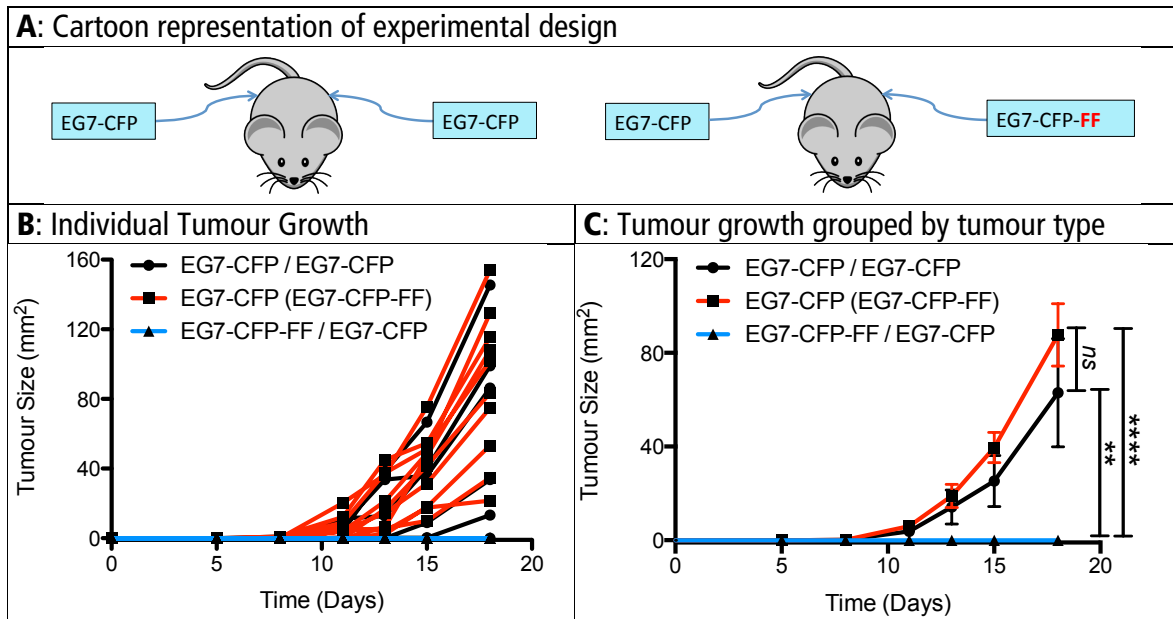 A: Cartoon representation of experimental design
EG7-CFP
EG7-CFP
EG7-CFP
EG7-CFP-FF
B: Individual Tumour Growth
160
120
80
40
0
0
5
10
15
20
Tumour Size (mm²)
Time (Days)
EG7-CFP / EG7-CFP
EG7-CFP (EG7-CFP-FF)
EG7-CFP-FF / EG7-CFP
C: Tumour growth grouped by tumour type
120
80
40
0
0
5
10
15
20
Tumour Size (mm²)
Time (Days)
EG7-CFP / EG7-CFP
EG7-CFP (EG7-CFP-FF)
EG7-CFP-FF / EG7-CFP
ns
**
****